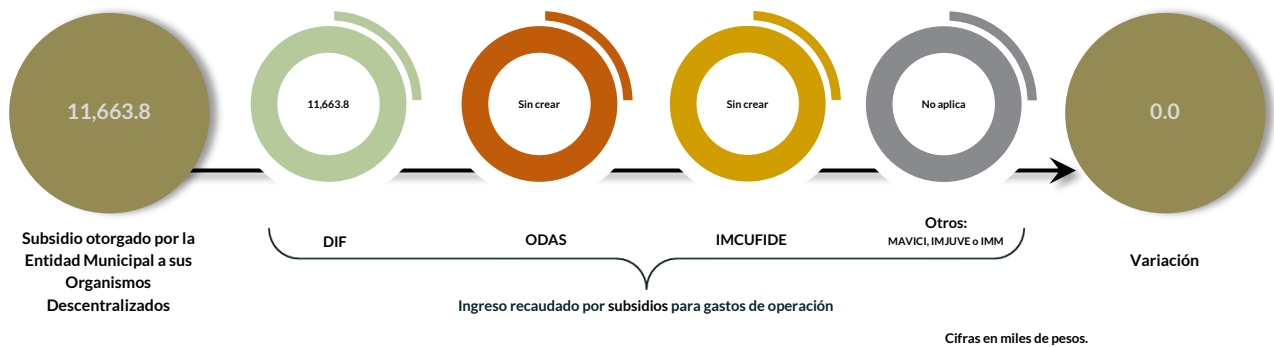 11,663.8
11,663.8
Sin crear
Sin crear
No aplica
0.0
Subsidio otorgado por la
Entidad Municipal a sus
Organismos
Descentralizados
DIF
ODAS
IMCUFIDE
Otros:
MAVICI, IMJUVE o IMM
Variación
Ingreso recaudado por subsidios para gastos de operación
Cifras en miles de pesos.